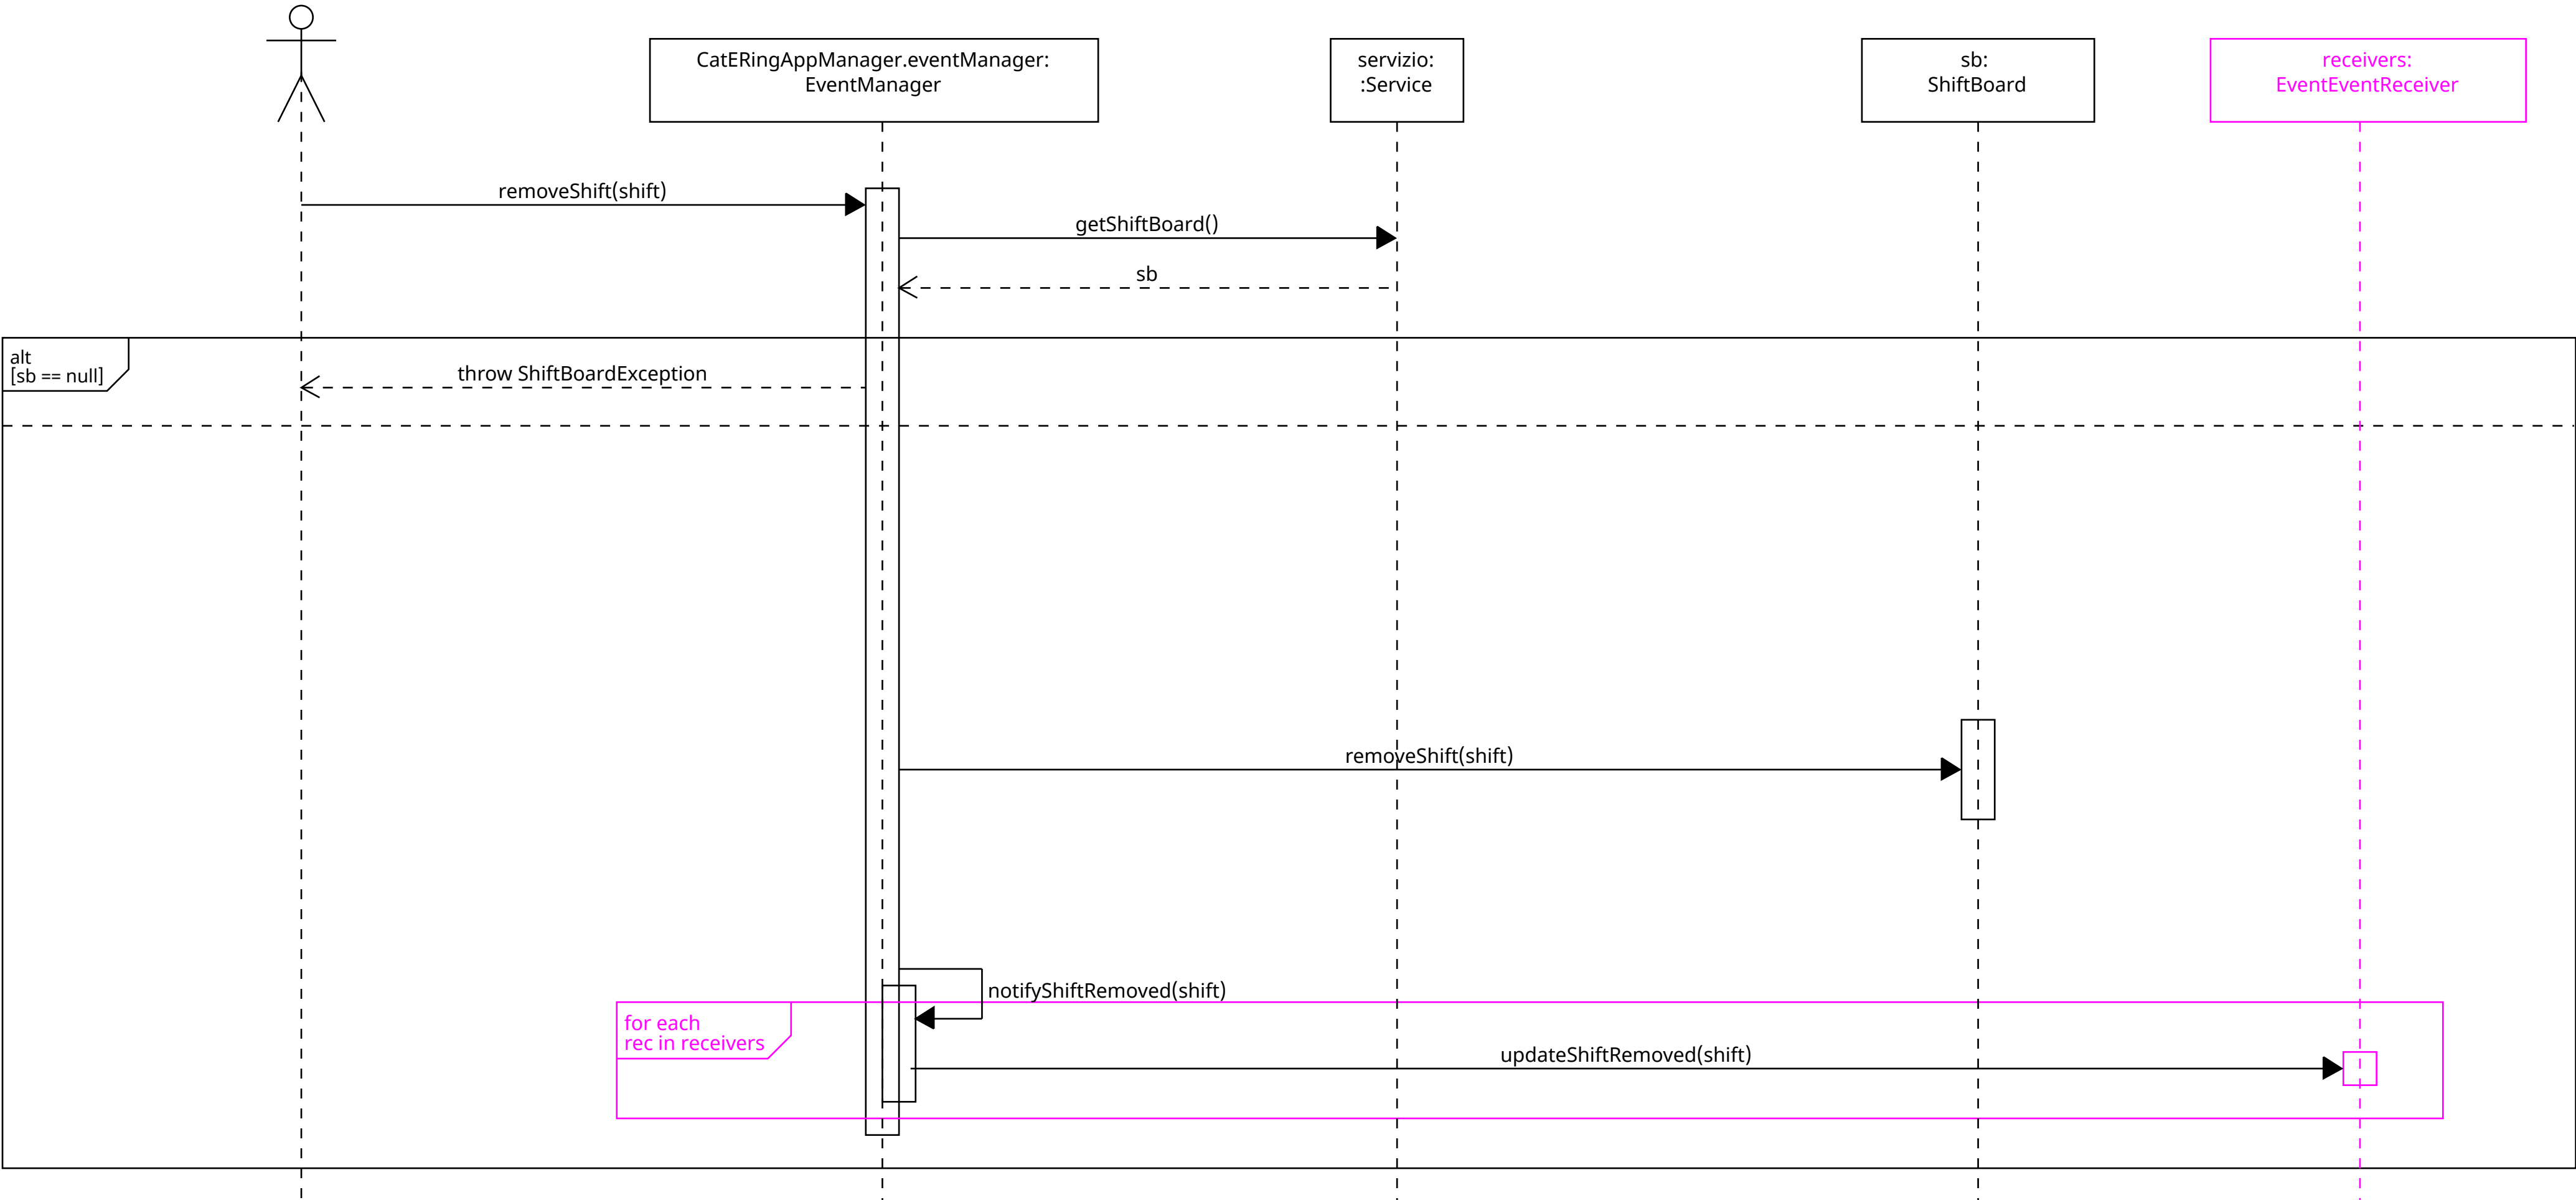 CatERingAppManager.eventManager:
EventManager
servizio:
:Service
sb:
ShiftBoard
receivers:
EventEventReceiver
removeShift(shift)
getShiftBoard()
sb
alt
[sb == null]
throw ShiftBoardException
removeShift(shift)
notifyShiftRemoved(shift)
for each
rec in receivers
updateShiftRemoved(shift)